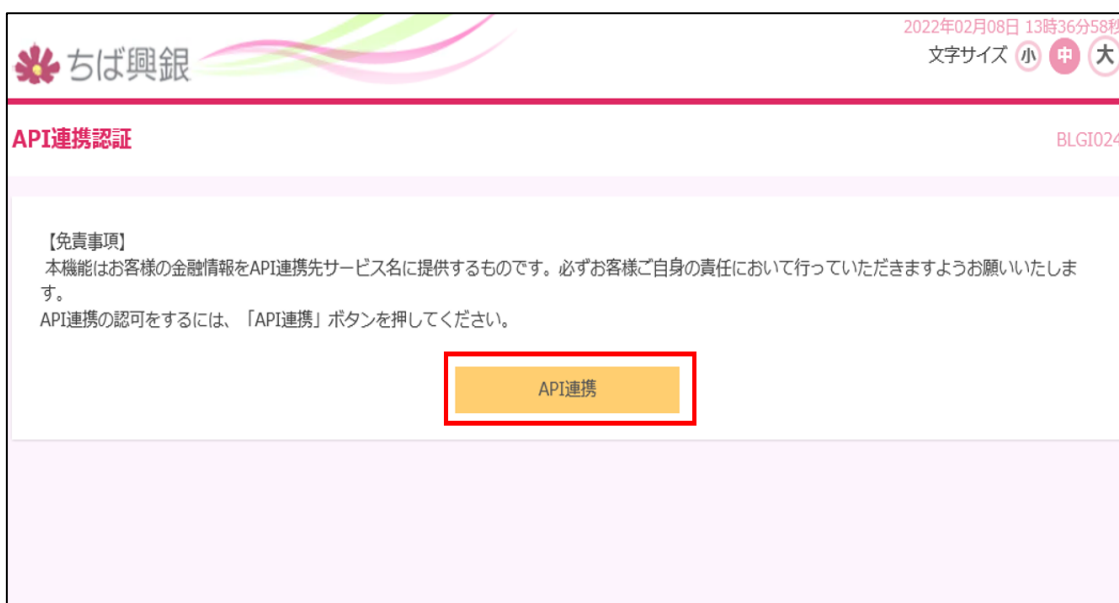 2022年02月08日 13時36分58秒
ちば興銀
文字サイズ 小 中 大
API連携認証
BLGI024
【免責事項】
本機能はお客様の金融情報をAPI連携先サービス名に提供するものです。必ずお客様ご自身の責任において行っていただきますようお願いいたしま
す。
API連携の認可をするには、「API連携」ボタンを押してください。
API連携